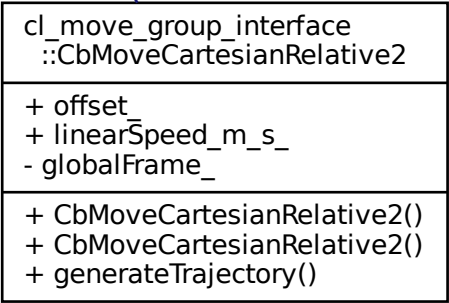 cl_move_group_interface
::CbMoveCartesianRelative2
+ offset_
+ linearSpeed_m_s_
- globalFrame_
+ CbMoveCartesianRelative2()
+ CbMoveCartesianRelative2()
+ generateTrajectory()